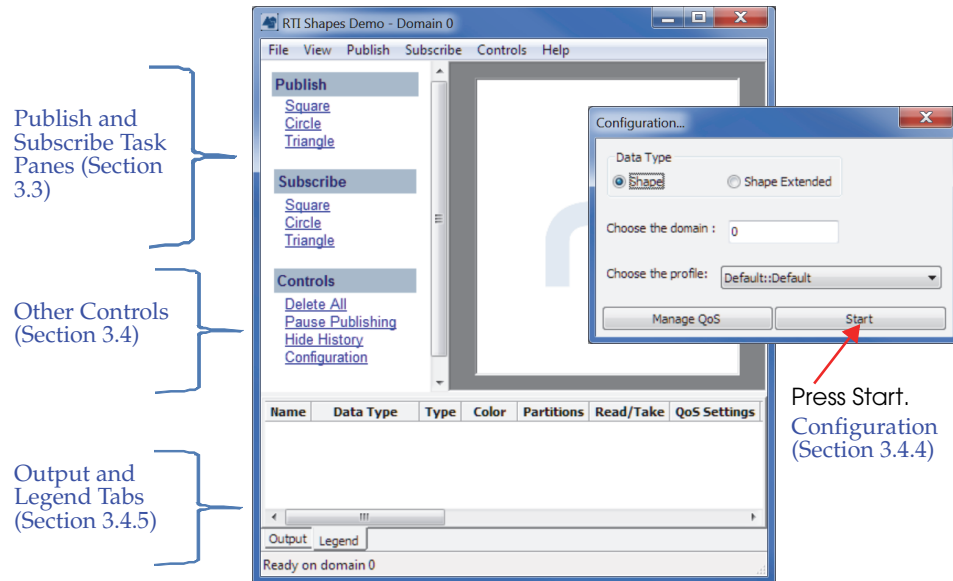 RTI Shapes Demo - Domain 0
File View Publish Subscribe Controls Help
Publish
Square
Circle
Triangle
Subscribe
Square
Circle
Triangle
Controls
Delete All
Pause Publishing
Hide History
Configuration
Publish and
Subscribe Task
Panes (Section
3.3)
Other Controls
(Section 3.4)
Output and
Legend Tabs
(Section 3.4.5)
Configuration...
Data Type
Shape
Shape Extended
Choose the domain :
0
Choose the profile:
Default::Default
Manage QoS
Start
Press Start.
Configuration
(Section 3.4.4)
Name Data Type Type Color Partitions Read/Take QoS Settings
Output Legend
Ready on domain 0